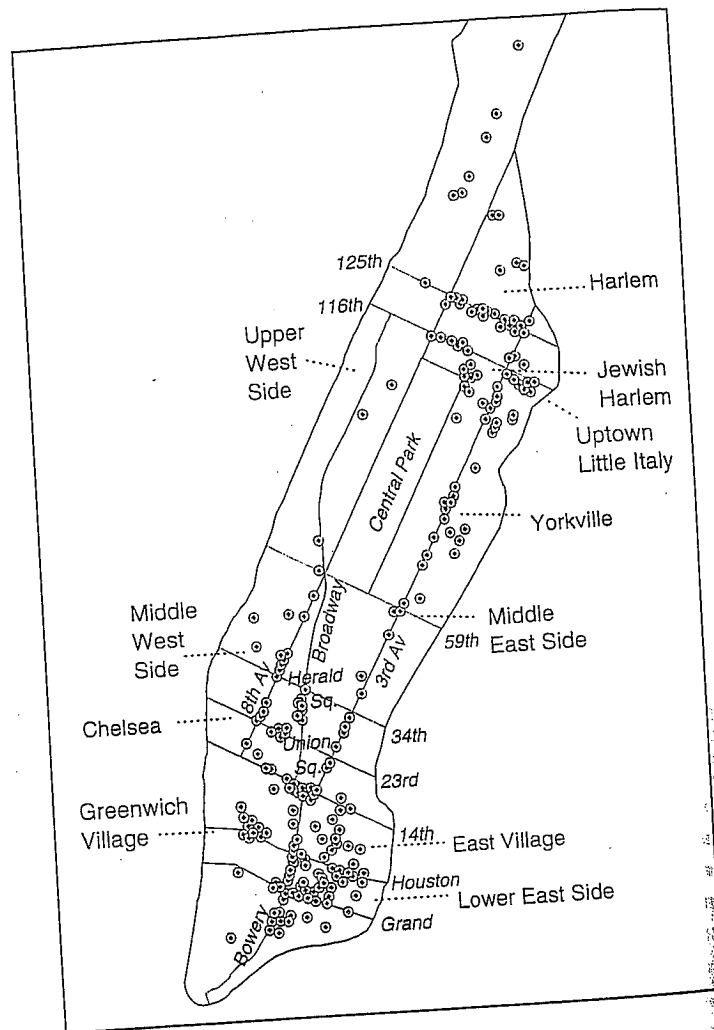 125th
116th
Harlem
Upper
West
Side
Jewish
Harlem
Uptown
Little Italy
Central Park
Yorkville
Middle
West
Side
Broadway
Middle
East Side
59th
3rd Av
8th Av
Herald
Sq.
Chelsea
34th
Union
Sq.
23rd
Greenwich
Village
14th
East Village
Houston
Lower East Side
Grand
Bowery